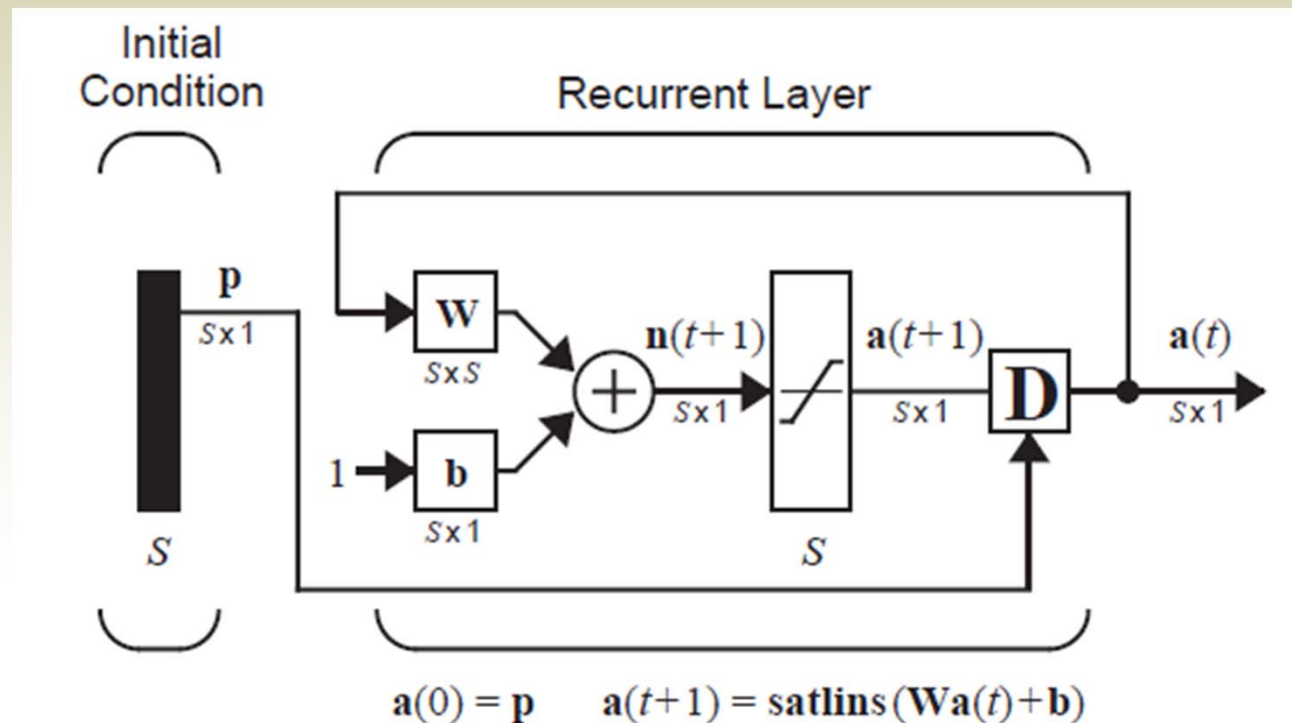 Initial
Condition
Recurrent Layer
p
S x 1
W
S x S
n(t+1)
S x 1
a(t+1)
S x 1
D
a(t)
S x 1
1
b
S x 1
S
S
a(0) = p a(t+1) = satlins(Wa(t)+b)